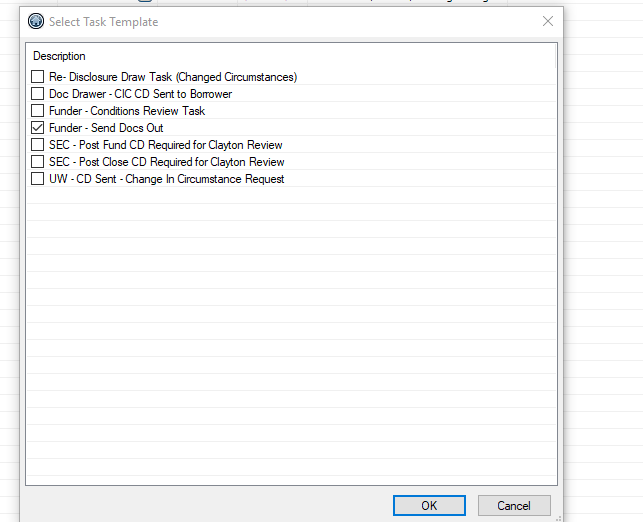 Select Task Template
Description
Re- Disclosure Draw Task (Changed Circumstances)
Doc Drawer - CIC CD Sent to Borrower
Funder - Conditions Review Task
Funder - Send Docs Out
SEC - Post Fund CD Required for Clayton Review
SEC - Post Close CD Required for Clayton Review
UW - CD Sent - Change In Circumstance Request
OK
Cancel